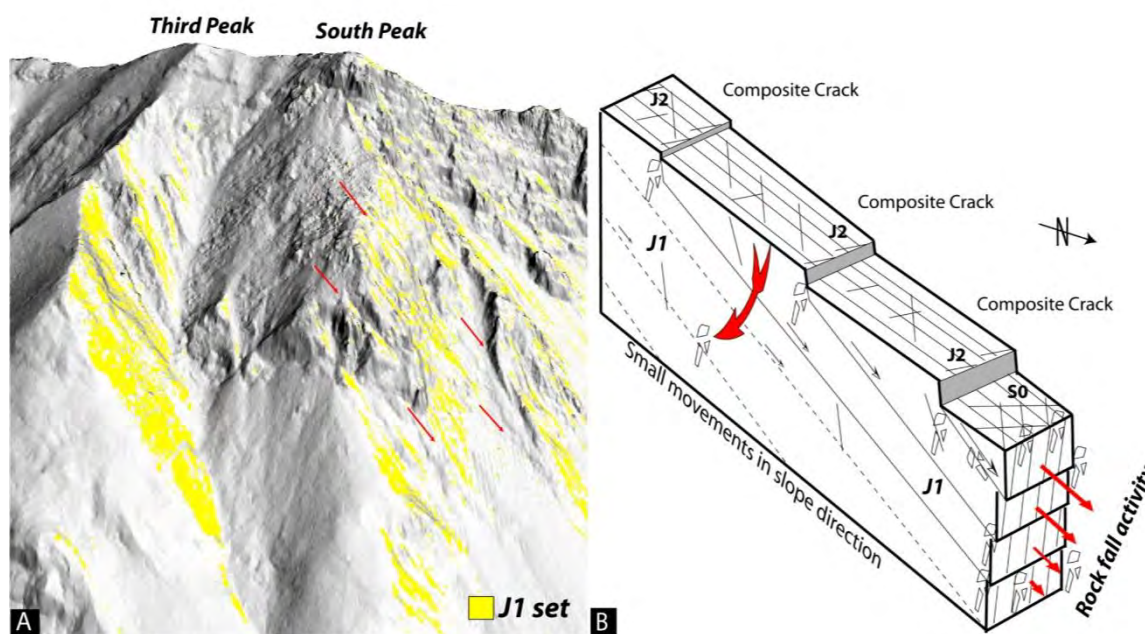 Third Peak
South Peak
A
J1 set
J2
Composite Crack
J2
Composite Crack
J1
N
J2
Composite Crack
S0
J1
Small movements in slope direction
Rock fall activity
B